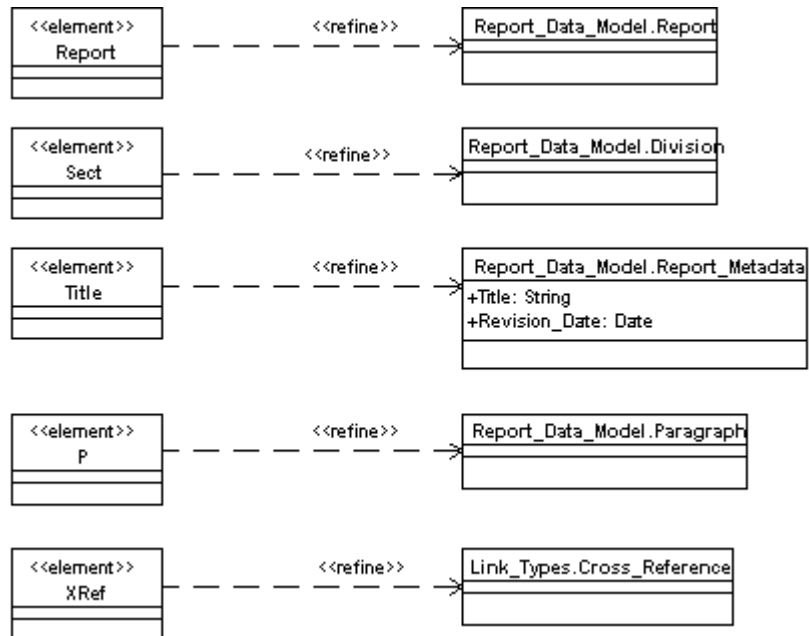 <<element>>
Report
<<refine>>
Report_Data_Model.Report
<<element>>
Sect
<<refine>>
Report_Data_Model.Division
<<element>>
Title
<<refine>>
Report_Data_Model.Report_Metadata
+Title: String
+Revision_Date: Date
<<element>>
P
<<refine>>
Report_Data_Model.Paragraph
<<element>>
XRef
<<refine>>
Link_Types.Cross_Reference